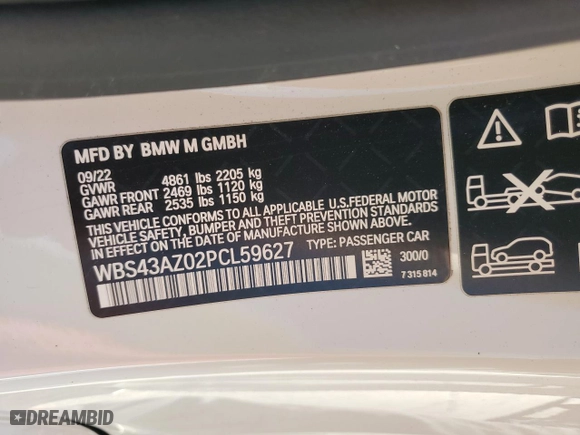 MFD BY BMW M GMBH
09/22
GVWR 4861 lbs 2205 kg
GAWR FRONT 2469 lbs 1120 kg
GAWR REAR 2535 lbs 1150 kg
THIS VEHICLE CONFORMS TO ALL APPLICABLE U.S.FEDERAL MOTOR
VEHICLE SAFETY, BUMPER, AND THEFT PREVENTION STANDARDS
IN EFFECT ON THE DATE OF MANUFACTURE SHOWN ABOVE.
WBS43AZ02PCL59627 TYPE: PASSENGER CAR
300/0
7 315 814
DREAMBID